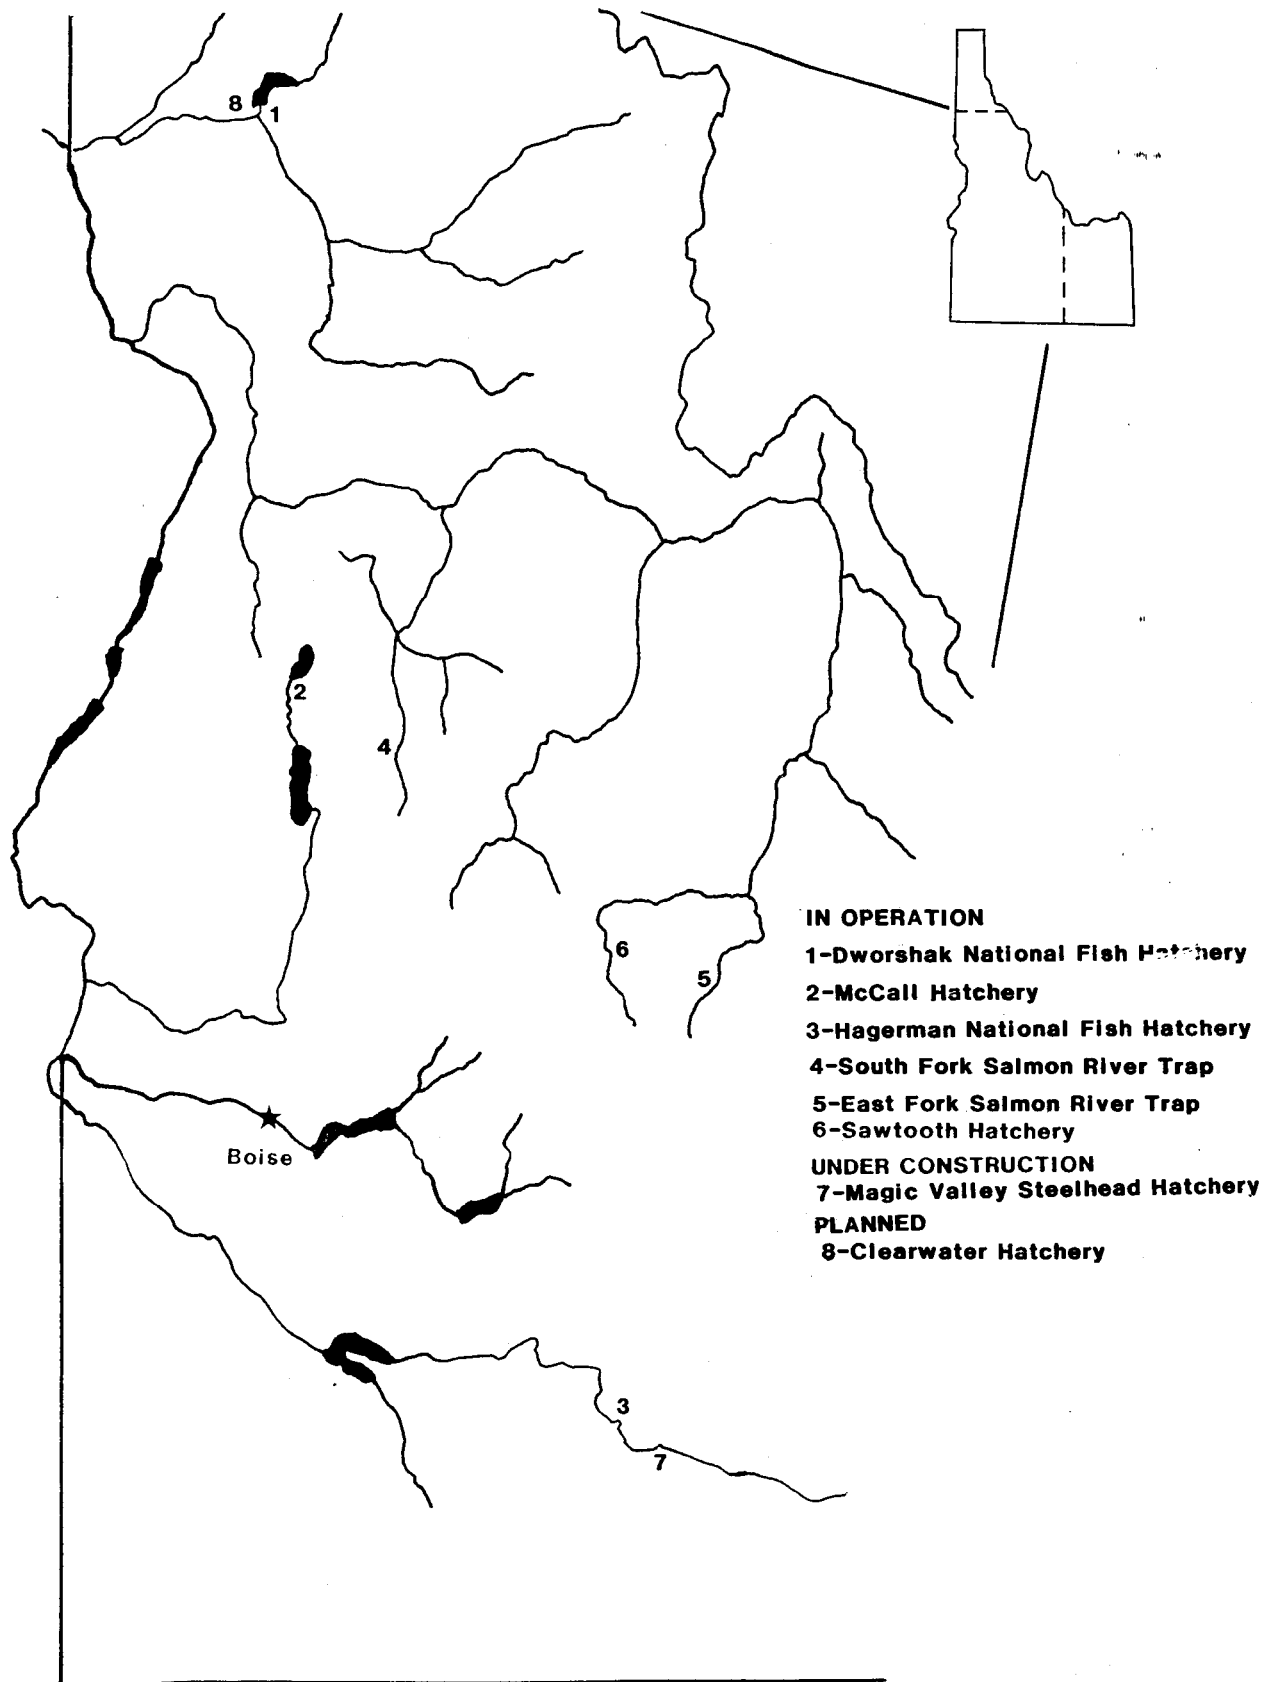 8
1
2
4
6
5
Boise
3
7
IN OPERATION
1-Dworshak National Fish Hatchery
2-McCall Hatchery
3-Hagerman National Fish Hatchery
4-South Fork Salmon River Trap
5-East Fork Salmon River Trap
6-Sawtooth Hatchery
UNDER CONSTRUCTION
7-Magic Valley Steelhead Hatchery
PLANNED
8-Clearwater Hatchery